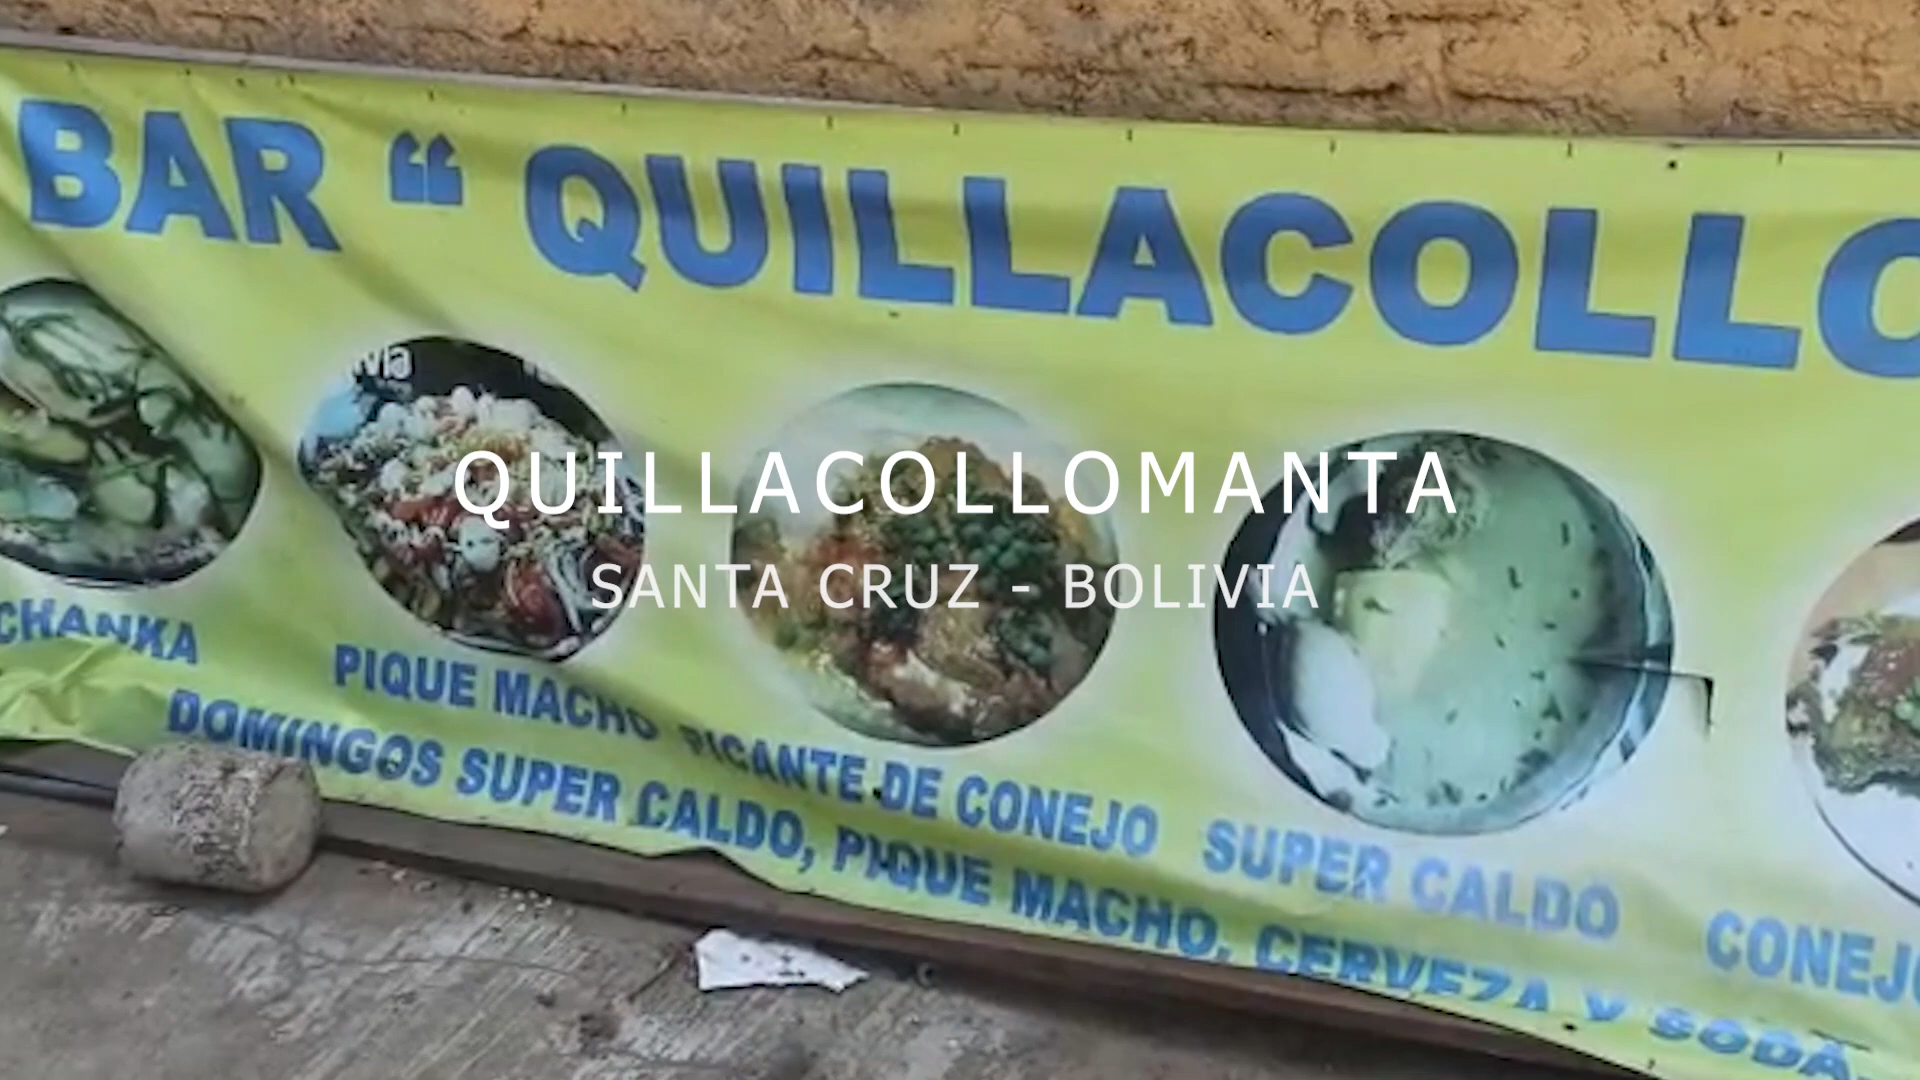 BAR “ QUILLACOLLO
QUILLACOLLOMANTA
SANTA CRUZ - BOLIVIA
CHANKA
PIQUE MACHO
PICANTE DE CONEJO
SUPER CALDO
CONEJO
DOMINGOS SUPER CALDO, PIQUE MACHO, CERVEZA Y SODA